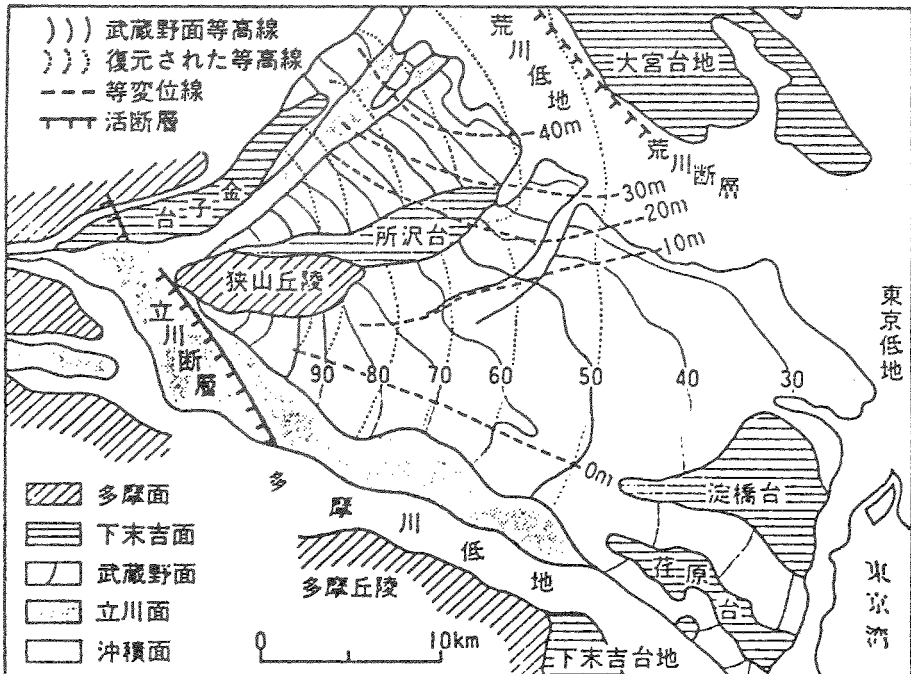 武蔵野面等高線
復元された等高線
等変位線
活断層
荒川低地
大宮台地
荒川断層
40m
30m
20m
10m
金子台
所沢台
狭山丘陵
立川断層
東京低地
90 80 70 60 50 40 30
0m
淀橋台
荏原台
多摩川低地
多摩丘陵
下末吉台地
東京湾
多摩面
下末吉面
武蔵野面
立川面
沖積面
0 10km